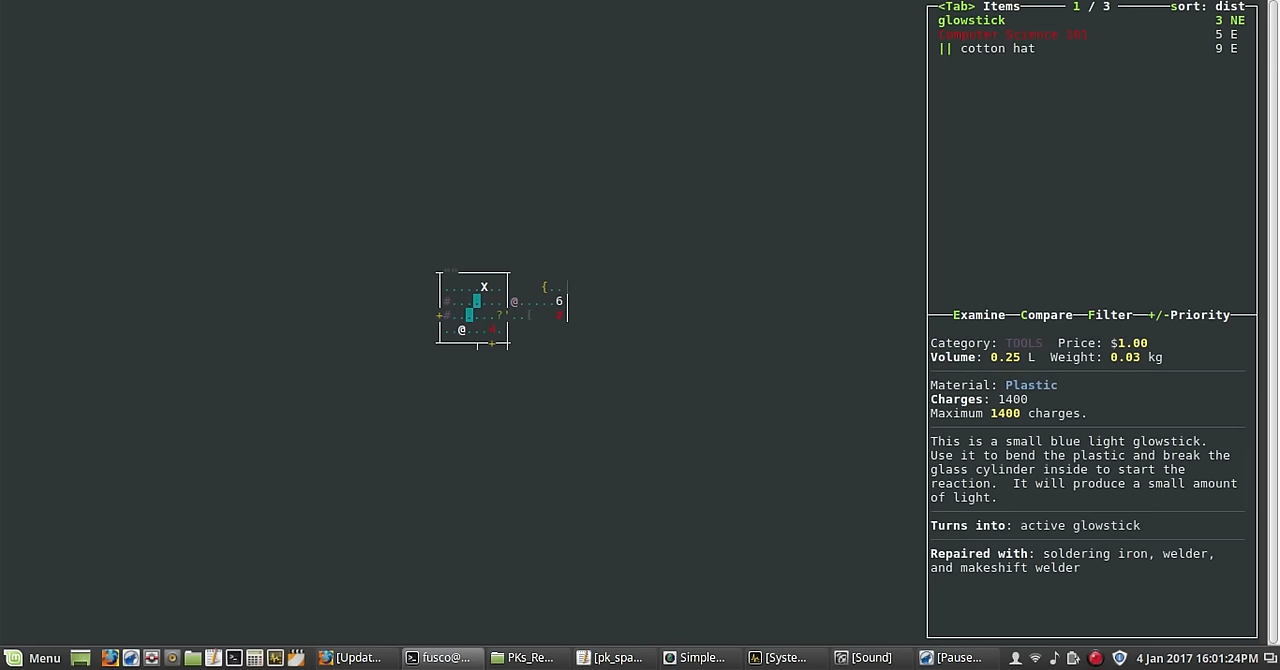 <Tab> Items 1 / 3 sort: dist
glowstick 3 NE
Computer Science 101 5 E
|| cotton hat 9 E
.....X..
#... ... @.....6
{..
+#.. ...?'..[ #
..@...4.
+
Examine Compare Filter +/-Priority
Category: TOOLS Price: $1.00
Volume: 0.25 L Weight: 0.03 kg
Material: Plastic
Charges: 1400
Maximum 1400 charges.
This is a small blue light glowstick.
Use it to bend the plastic and break the
glass cylinder inside to start the
reaction. It will produce a small amount
of light.
Turns into: active glowstick
Repaired with: soldering iron, welder,
and makeshift welder
Menu [Updat... fusco@... PKs_Re... [pk_spa... Simple... [Syste... [Sound] [Pause... 4 Jan 2017 16:01:24PM